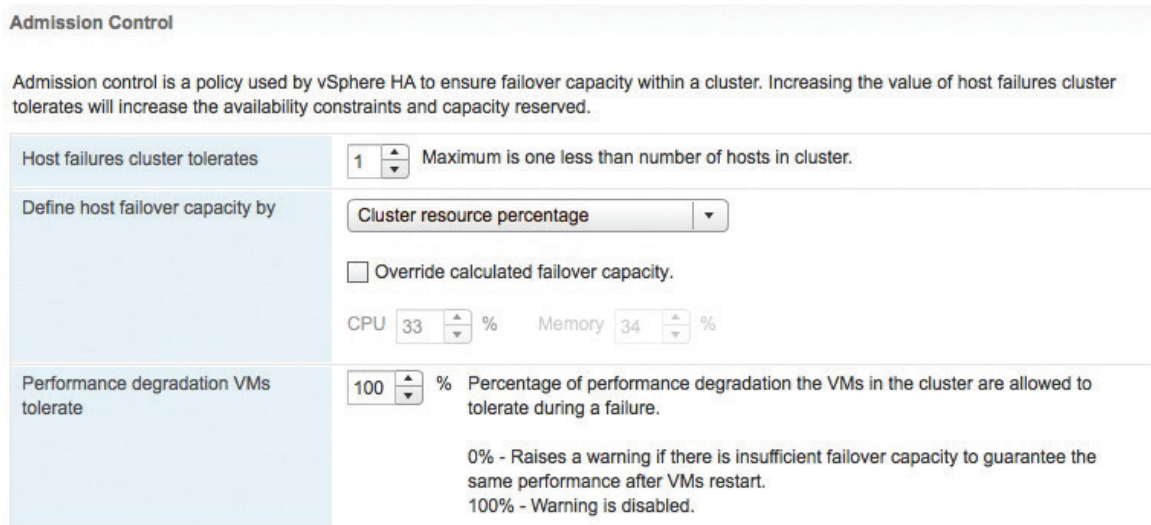 Admission Control
Admission control is a policy used by vSphere HA to ensure failover capacity within a cluster. Increasing the value of host failures cluster
tolerates will increase the availability constraints and capacity reserved.
Host failures cluster tolerates
1 Maximum is one less than number of hosts in cluster.
Define host failover capacity by
Cluster resource percentage
Override calculated failover capacity.
CPU 33 % Memory 34 %
Performance degradation VMs
tolerate
100 % Percentage of performance degradation the VMs in the cluster are allowed to
tolerate during a failure.
0% - Raises a warning if there is insufficient failover capacity to guarantee the
same performance after VMs restart.
100% - Warning is disabled.